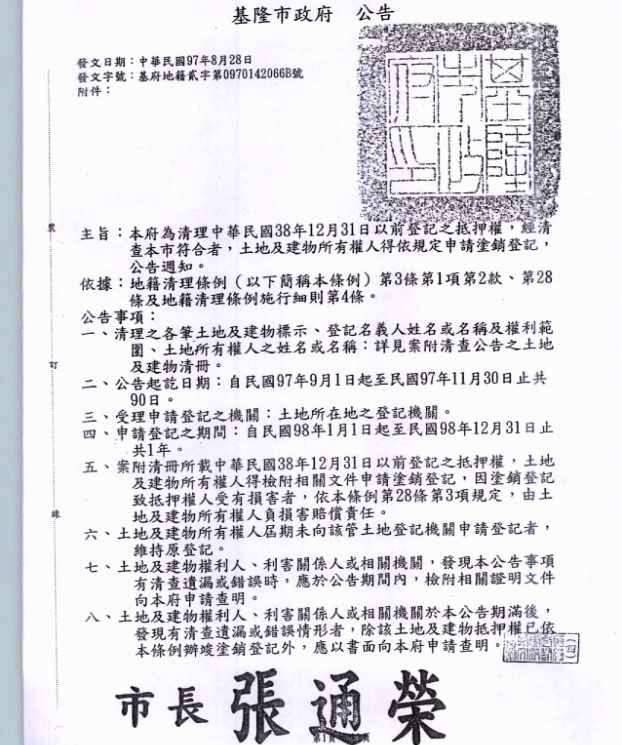 基隆市政府 公告
發文日期：中華民國97年8月28日
發文字號：基府地籍貳字第0970142066B號
附件：
基隆市政府印
主旨：本府為清理中華民國38年12月31日以前登記之抵押權，經清
查本市符合者，土地及建物所有權人得依規定申請塗銷登記，
公告週知。
依據：地籍清理條例（以下簡稱本條例）第3條第1項第2款、第28
條及地籍清理條例施行細則第4條。
公告事項：
一、清理之各筆土地及建物標示、登記名義人姓名或名稱及權利範
圍、土地所有權人之姓名或名稱：詳見案附清查公告之土地
及建物清冊。
二、公告起訖日期：自民國97年9月1日起至民國97年11月30日止共
90日。
三、受理申請登記之機關：土地所在地之登記機關。
四、申請登記之期間：自民國98年1月1日起至民國98年12月31日止
共1年。
五、案附清冊所載中華民國38年12月31日以前登記之抵押權，土地
及建物所有權人得檢附相關文件申請塗銷登記，因塗銷登記
致抵押權人受有損害者，依本條例第28條第3項規定，由土
地及建物所有權人負損害賠償責任。
六、土地及建物所有權人屆期未向該管土地登記機關申請登記者，
維持原登記。
七、土地及建物權利人、利害關係人或相關機關，發現本公告事項
有清查遺漏或錯誤時，應於公告期間內，檢附相關證明文件
向本府申請查明。
八、土地及建物權利人、利害關係人或相關機關於本公告期滿後，
發現有清查遺漏或錯誤情形者，除該土地及建物抵押權已依
本條例辦竣塗銷登記外，應以書面向本府申請查明。
市長 張通榮
訂
線